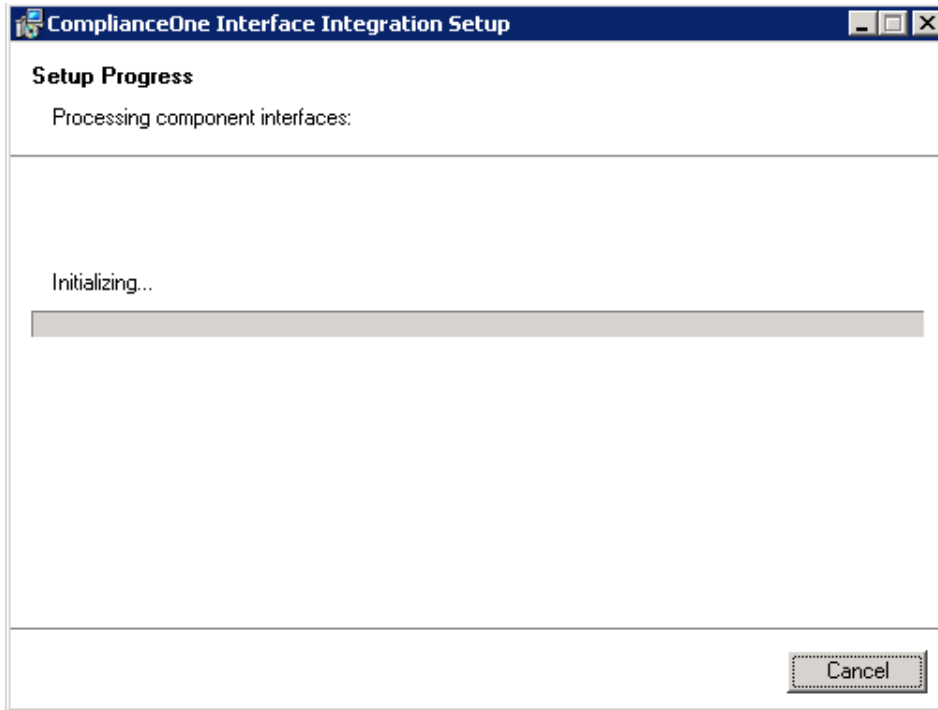 ComplianceOne Interface Integration Setup
Setup Progress
Processing component interfaces:
Initializing...
Cancel